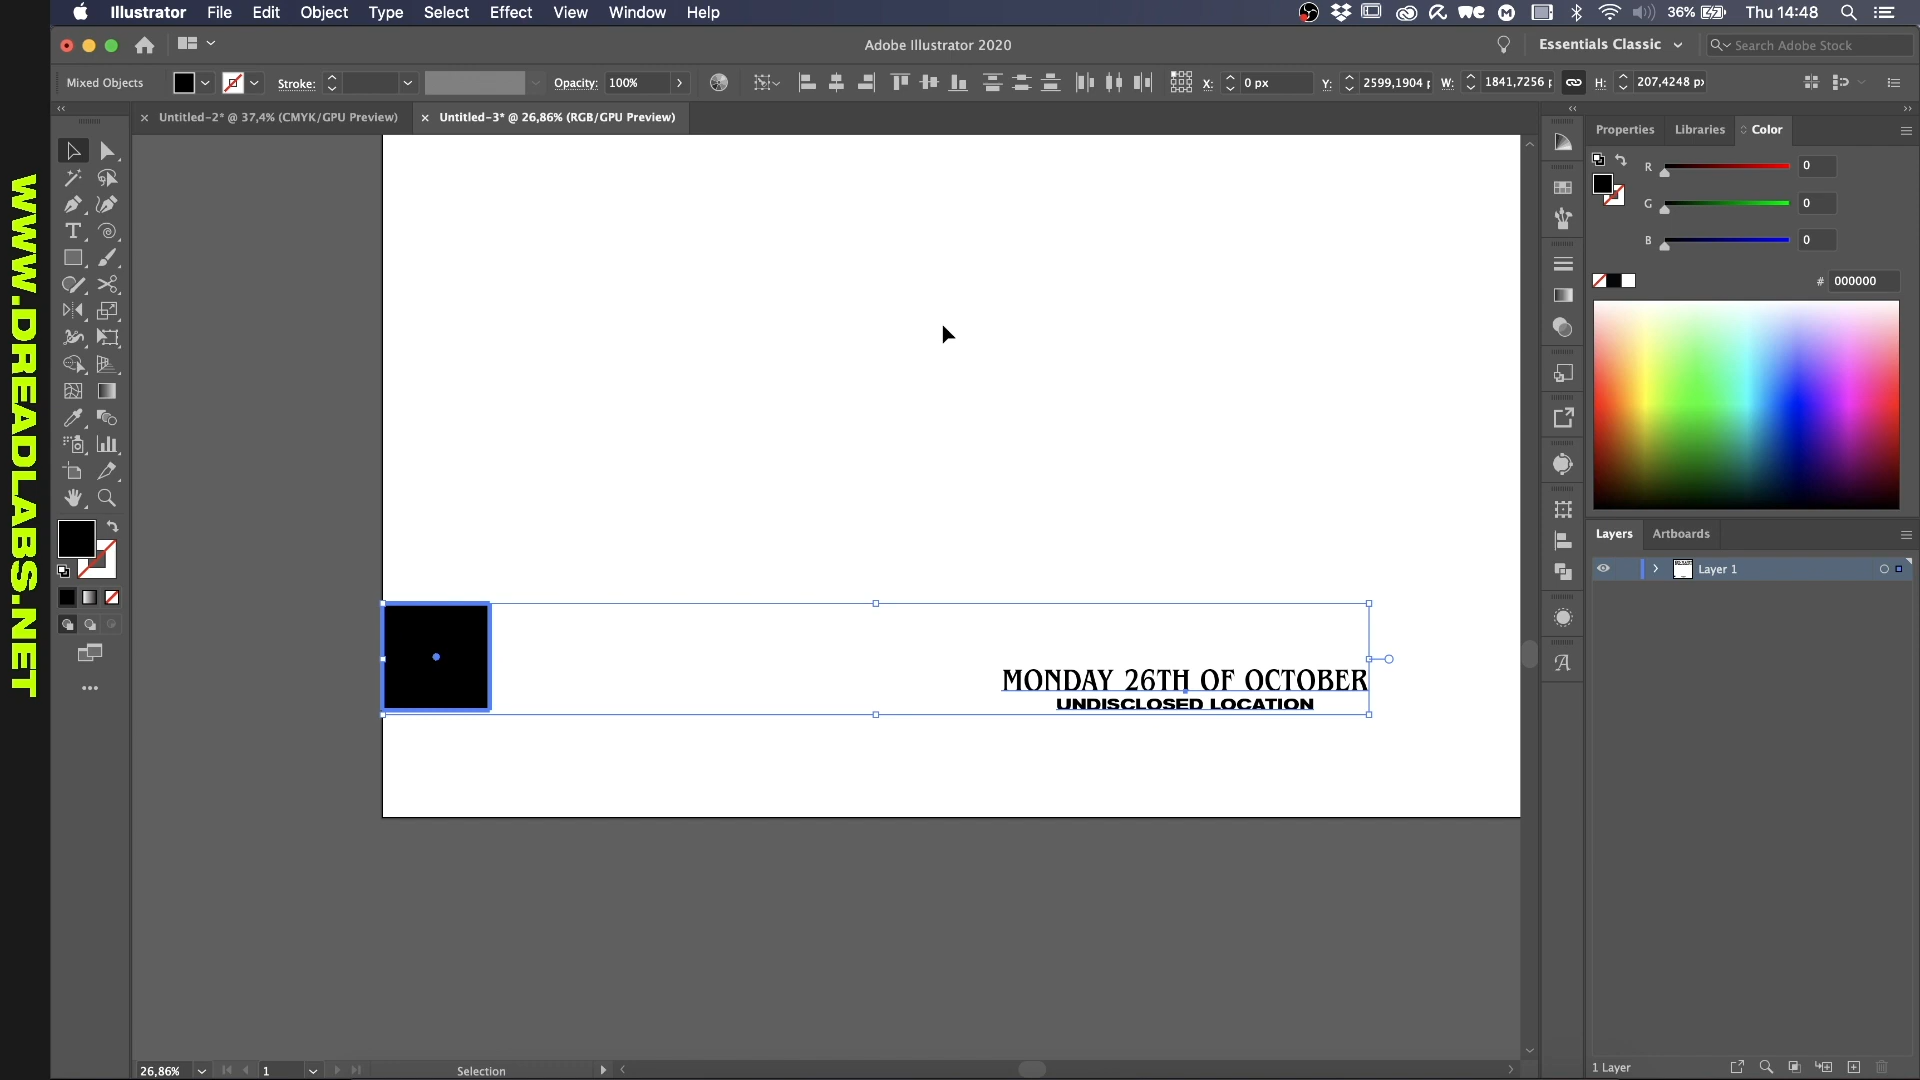 Illustrator File Edit Object Type Select Effect View Window Help
36% Thu 14:48
Adobe Illustrator 2020
Essentials Classic
Search Adobe Stock
Mixed Objects Stroke: Opacity: 100% X: 0 px Y: 2599,1904 W: 1841,7256 H: 207,4248 px
Untitled-2* @ 37,4% (CMYK/GPU Preview)
Untitled-3* @ 26,86% (RGB/GPU Preview)
Properties Libraries Color
R 0
G 0
B 0
# 000000
WWW.DREADLABS.NET
Layers Artboards
Layer 1
MONDAY 26TH OF OCTOBER
UNDISCLOSED LOCATION
26,86% 1 Selection
1 Layer